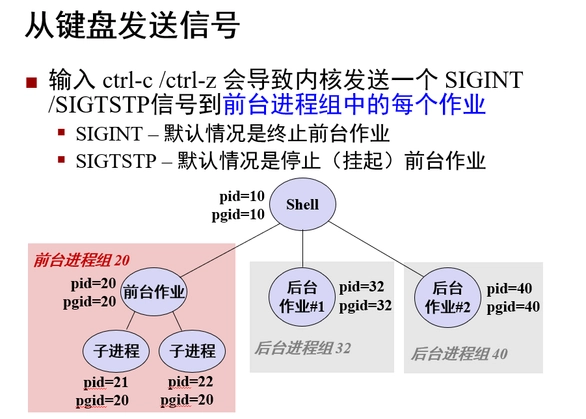 从键盘发送信号
输入 ctrl-c /ctrl-z 会导致内核发送一个 SIGINT
/SIGTSTP信号到前台进程组中的每个作业
SIGINT – 默认情况是终止前台作业
SIGTSTP – 默认情况是停止（挂起）前台作业
pid=10
pgid=10
Shell
前台进程组 20
pid=20
pgid=20
前台作业
后台
作业#1
pid=32
pgid=32
后台
作业#2
pid=40
pgid=40
子进程
子进程
后台进程组 32
后台进程组 40
pid=21
pgid=20
pid=22
pgid=20